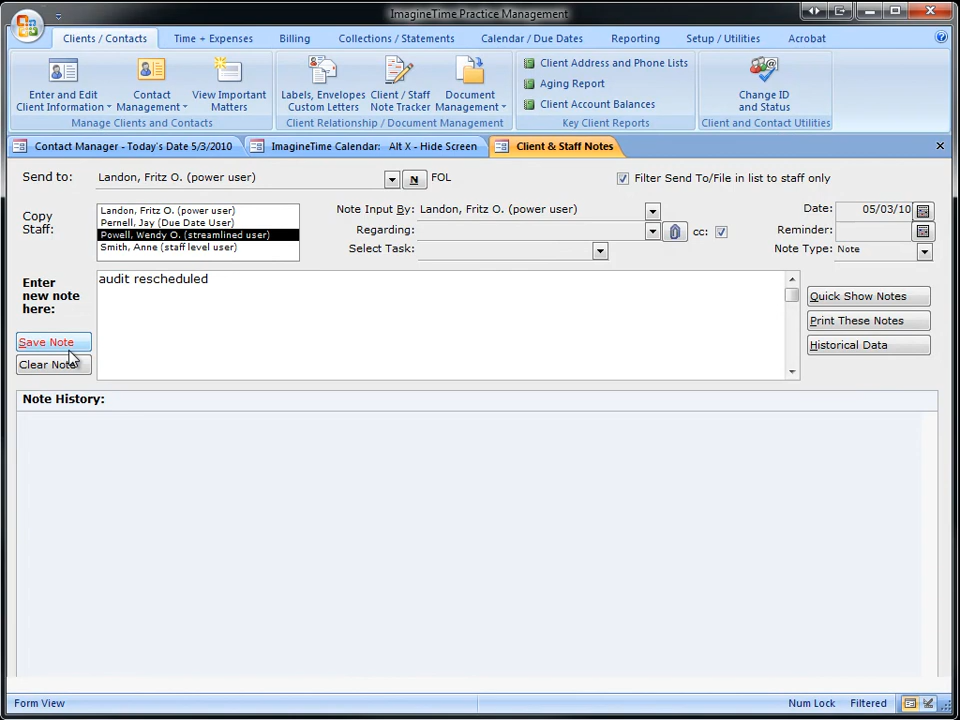 ImagineTime Practice Management
Clients / Contacts
Time + Expenses
Billing
Collections / Statements
Calendar / Due Dates
Reporting
Setup / Utilities
Acrobat
Enter and Edit
Client Information
Contact
Management
View Important
Matters
Labels, Envelopes
Custom Letters
Client / Staff
Note Tracker
Document
Management
Client Address and Phone Lists
Aging Report
Client Account Balances
Change ID
and Status
Manage Clients and Contacts
Client Relationship / Document Management
Key Client Reports
Client and Contact Utilities
Contact Manager - Today's Date 5/3/2010
ImagineTime Calendar: Alt X - Hide Screen
Client & Staff Notes
Send to:
Landon, Fritz O. (power user)
N
FOL
Filter Send To/File in list to staff only
Copy
Staff:
Landon, Fritz O. (power user)
Pernell, Jay (Due Date User)
Powell, Wendy O. (streamlined user)
Smith, Anne (staff level user)
Note Input By: Landon, Fritz O. (power user)
Regarding:
cc:
Select Task:
Date: 05/03/10
Reminder:
Note Type: Note
Enter
new note
here:
audit rescheduled
Save Note
Clear Note
Quick Show Notes
Print These Notes
Historical Data
Note History:
Form View
Num Lock
Filtered